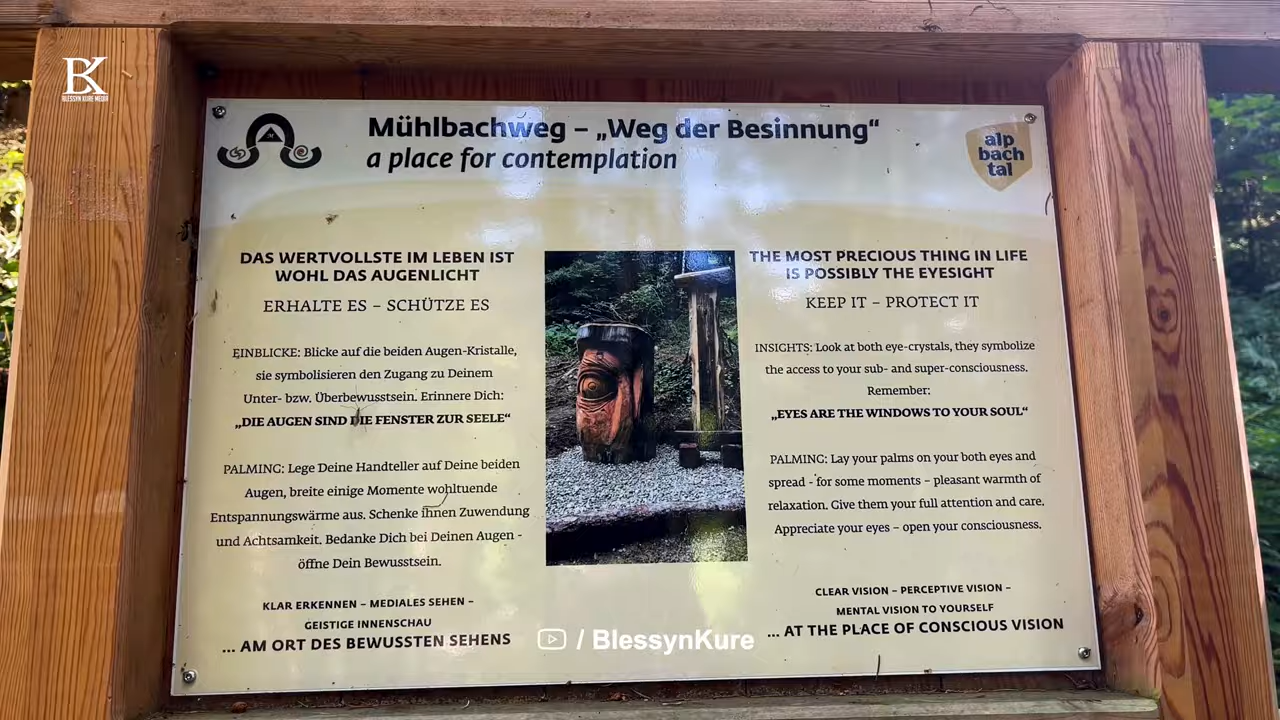 BK
BLESSYN KURE MEDIA
Mühlbachweg – „Weg der Besinnung“
a place for contemplation
alp
bach
tal
DAS WERTVOLLSTE IM LEBEN IST
WOHL DAS AUGENLICHT
ERHALTE ES – SCHÜTZE ES
EINBLICKE: Blicke auf die beiden Augen-Kristalle,
sie symbolisieren den Zugang zu Deinem
Unter- bzw. Überbewusstsein. Erinnere Dich:
„DIE AUGEN SIND DIE FENSTER ZUR SEELE“
PALMING: Lege Deine Handteller auf Deine beiden
Augen, breite einige Momente wohltuende
Entspannungswärme aus. Schenke ihnen Zuwendung
und Achtsamkeit. Bedanke Dich bei Deinen Augen -
öffne Dein Bewusstsein.
KLAR ERKENNEN – MEDIALES SEHEN –
GEISTIGE INNENSCHAU
... AM ORT DES BEWUSSTEN SEHENS
THE MOST PRECIOUS THING IN LIFE
IS POSSIBLY THE EYESIGHT
KEEP IT – PROTECT IT
INSIGHTS: Look at both eye-crystals, they symbolize
the access to your sub- and super-consciousness.
Remember:
„EYES ARE THE WINDOWS TO YOUR SOUL“
PALMING: Lay your palms on your both eyes and
spread - for some moments – pleasant warmth of
relaxation. Give them your full attention and care.
Appreciate your eyes – open your consciousness.
CLEAR VISION – PERCEPTIVE VISION –
MENTAL VISION TO YOURSELF
... AT THE PLACE OF CONSCIOUS VISION
/ BlessynKure